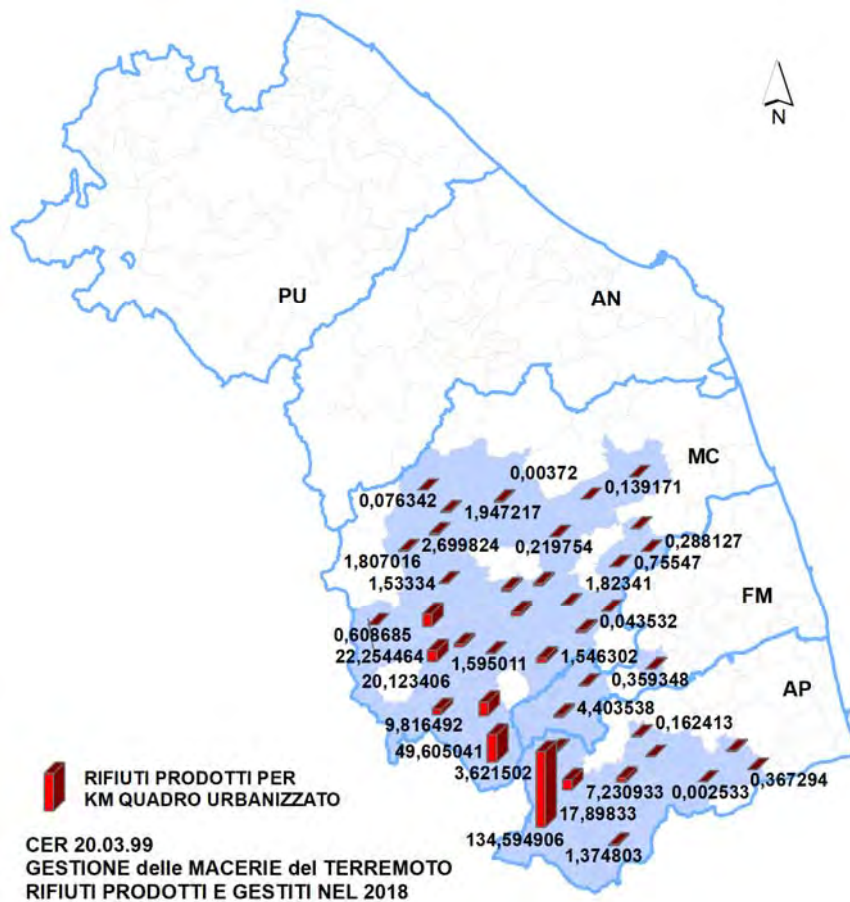 N
PU
AN
MC
0,00372
0,139171
0,076342
1,947217
0,288127
2,699824
0,219754
1,807016
0,75547
1,53334
1,82341
FM
0,043532
0,608685
22,254464
1,595011
1,546302
20,123406
0,359348
AP
4,403538
9,816492
0,162413
49,605041
3,621502
RIFIUTI PRODOTTI PER
KM QUADRO URBANIZZATO
7,230933
0,002533
0,367294
17,89833
134,594906
1,374803
CER 20.03.99
GESTIONE delle MACERIE del TERREMOTO
RIFIUTI PRODOTTI E GESTITI NEL 2018